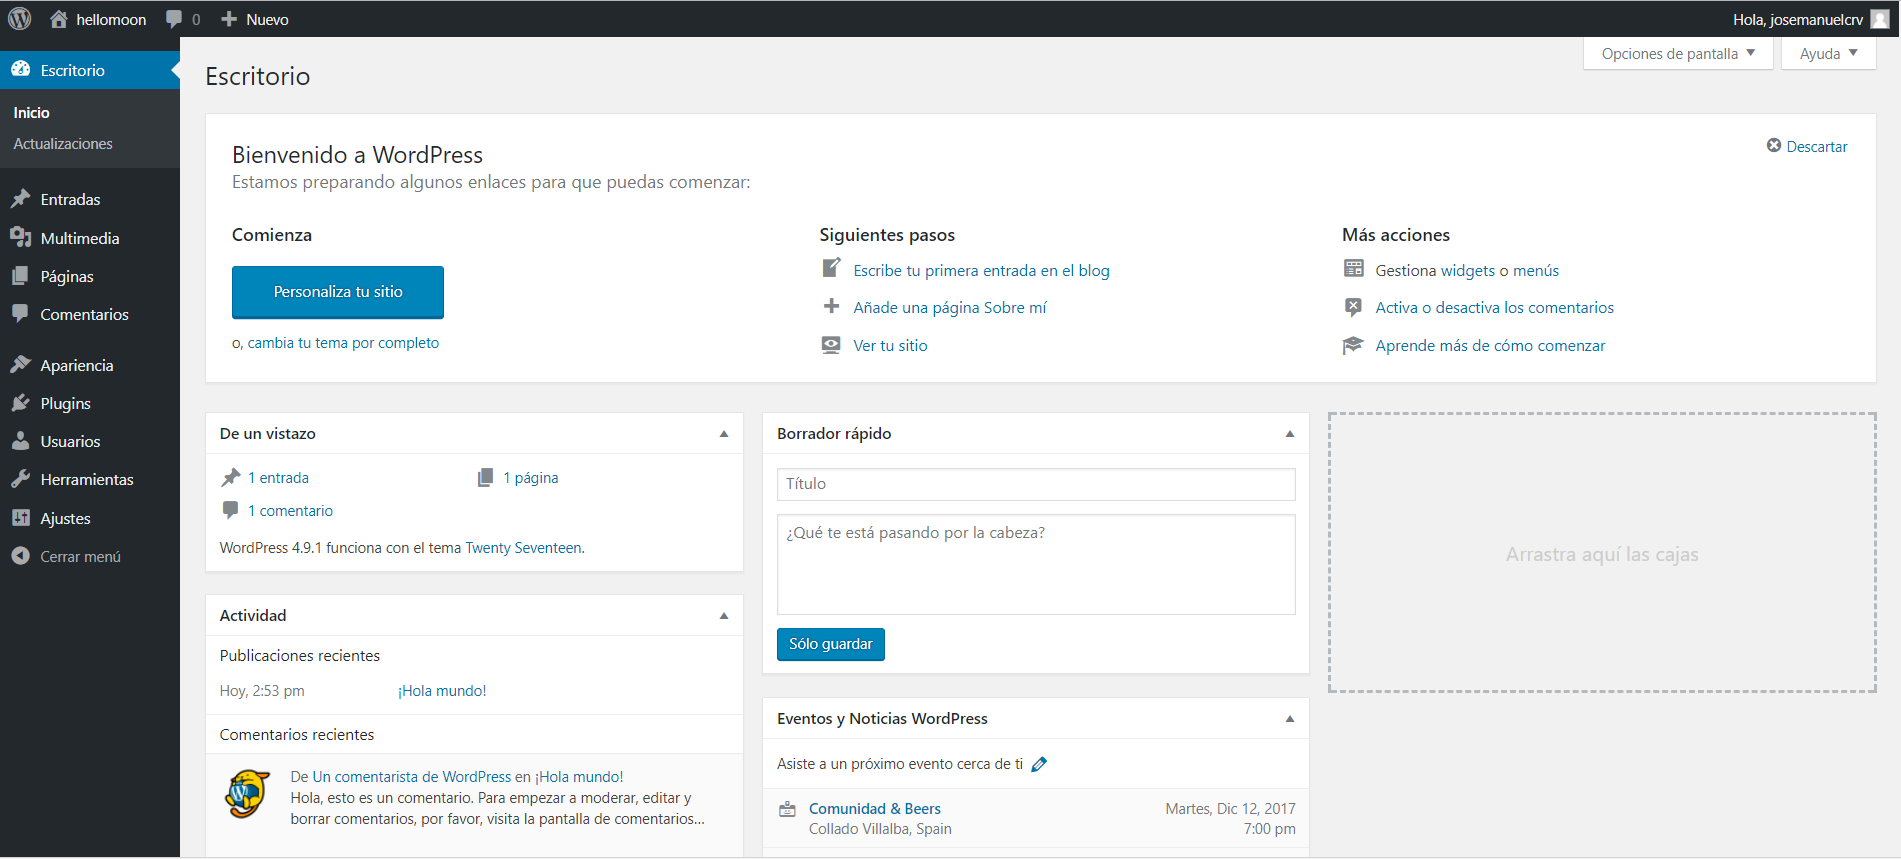 hellomoon
0
Nuevo
Hola, josemanuelcrv
Escritorio
Inicio
Actualizaciones
Entradas
Multimedia
Páginas
Comentarios
Apariencia
Plugins
Usuarios
Herramientas
Ajustes
Cerrar menú
Opciones de pantalla
Ayuda
Escritorio
Bienvenido a WordPress
Descartar
Estamos preparando algunos enlaces para que puedas comenzar:
Comienza
Personaliza tu sitio
o, cambia tu tema por completo
Siguientes pasos
Escribe tu primera entrada en el blog
Añade una página Sobre mí
Ver tu sitio
Más acciones
Gestiona widgets o menús
Activa o desactiva los comentarios
Aprende más de cómo comenzar
De un vistazo
1 entrada
1 página
1 comentario
WordPress 4.9.1 funciona con el tema Twenty Seventeen.
Actividad
Publicaciones recientes
Hoy, 2:53 pm
¡Hola mundo!
Comentarios recientes
De Un comentarista de WordPress en ¡Hola mundo!
Hola, esto es un comentario. Para empezar a moderar, editar y
borrar comentarios, por favor, visita la pantalla de comentarios...
Borrador rápido
Título
¿Qué te está pasando por la cabeza?
Sólo guardar
Eventos y Noticias WordPress
Asiste a un próximo evento cerca de ti
Comunidad & Beers
Martes, Dic 12, 2017
Collado Villalba, Spain
7:00 pm
Arrastra aquí las cajas